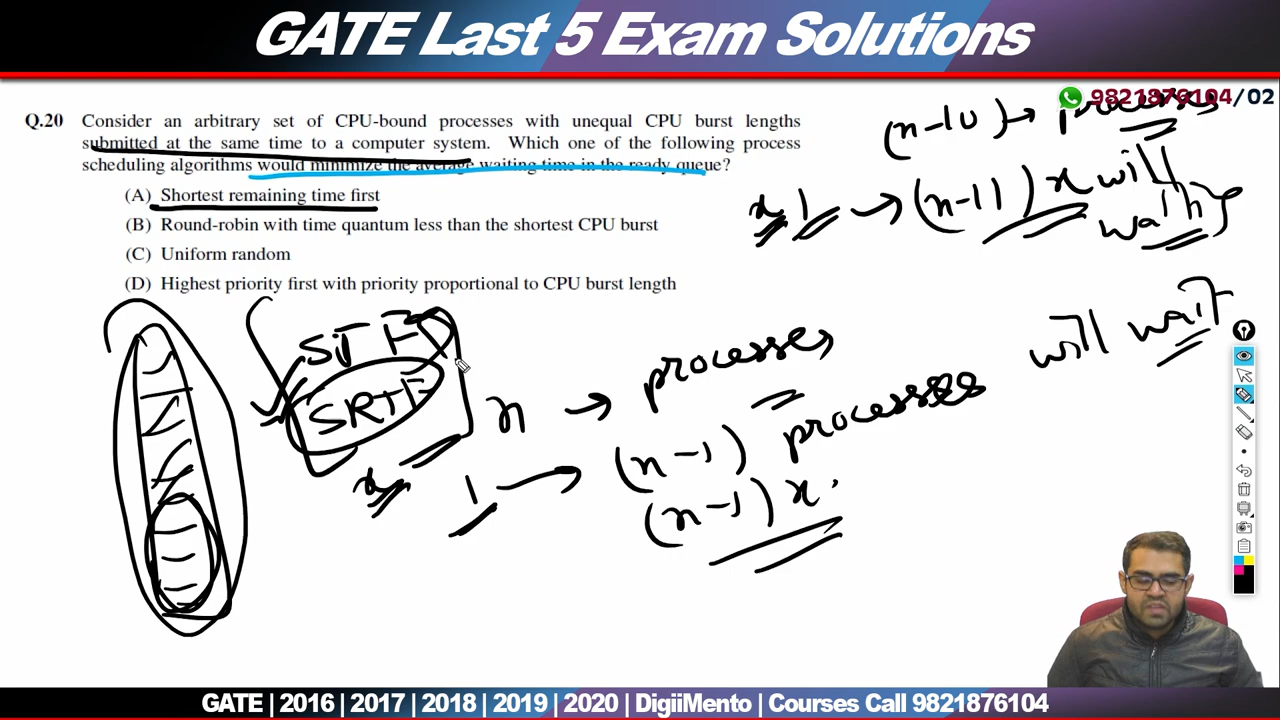 GATE Last 5 Exam Solutions
9821876104/02
Q.20 Consider an arbitrary set of CPU-bound processes with unequal CPU burst lengths
submitted at the same time to a computer system. Which one of the following process
scheduling algorithms would minimize the average waiting time in the ready queue?
(A) Shortest remaining time first
(B) Round-robin with time quantum less than the shortest CPU burst
(C) Uniform random
(D) Highest priority first with priority proportional to CPU burst length
(n-10) → processes
x 1 → (n-11) x will
wait
SJF
SRTF
n → processes
x 1 → (n-1) processes will wait
(n-1) x
GATE | 2016 | 2017 | 2018 | 2019 | 2020 | DigiiMento | Courses Call 9821876104